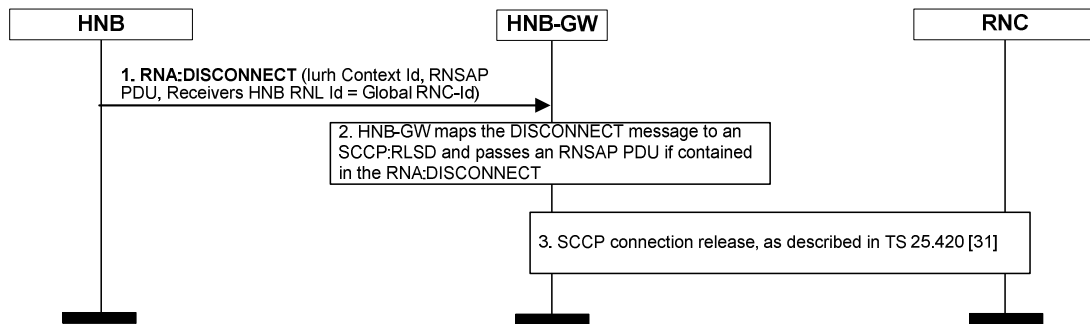 HNB
HNB-GW
RNC
1. RNA:DISCONNECT (Iurh Context Id, RNSAP
PDU, Receivers HNB RNL Id = Global RNC-Id)
2. HNB-GW maps the DISCONNECT message to an
SCCP:RLSD and passes an RNSAP PDU if contained
in the RNA:DISCONNECT
3. SCCP connection release, as described in TS 25.420 [31]